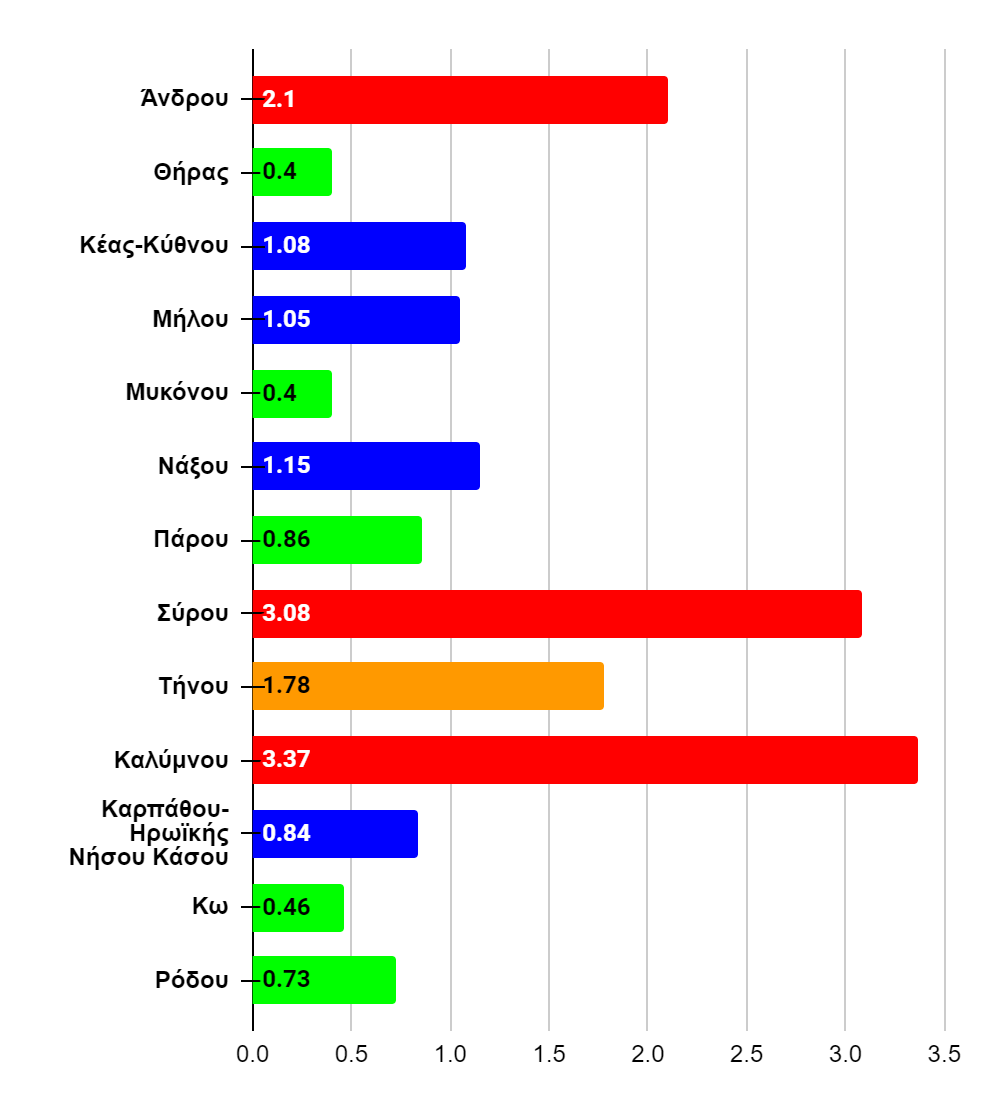 Άνδρου 2.1
Θήρας 0.4
Κέας-Κύθνου 1.08
Μήλου 1.05
Μυκόνου 0.4
Νάξου 1.15
Πάρου 0.86
Σύρου 3.08
Τήνου 1.78
Καλύμνου 3.37
Καρπάθου-
Ηρωϊκής 0.84
Νήσου Κάσου
Κω 0.46
Ρόδου 0.73
0.0 0.5 1.0 1.5 2.0 2.5 3.0 3.5